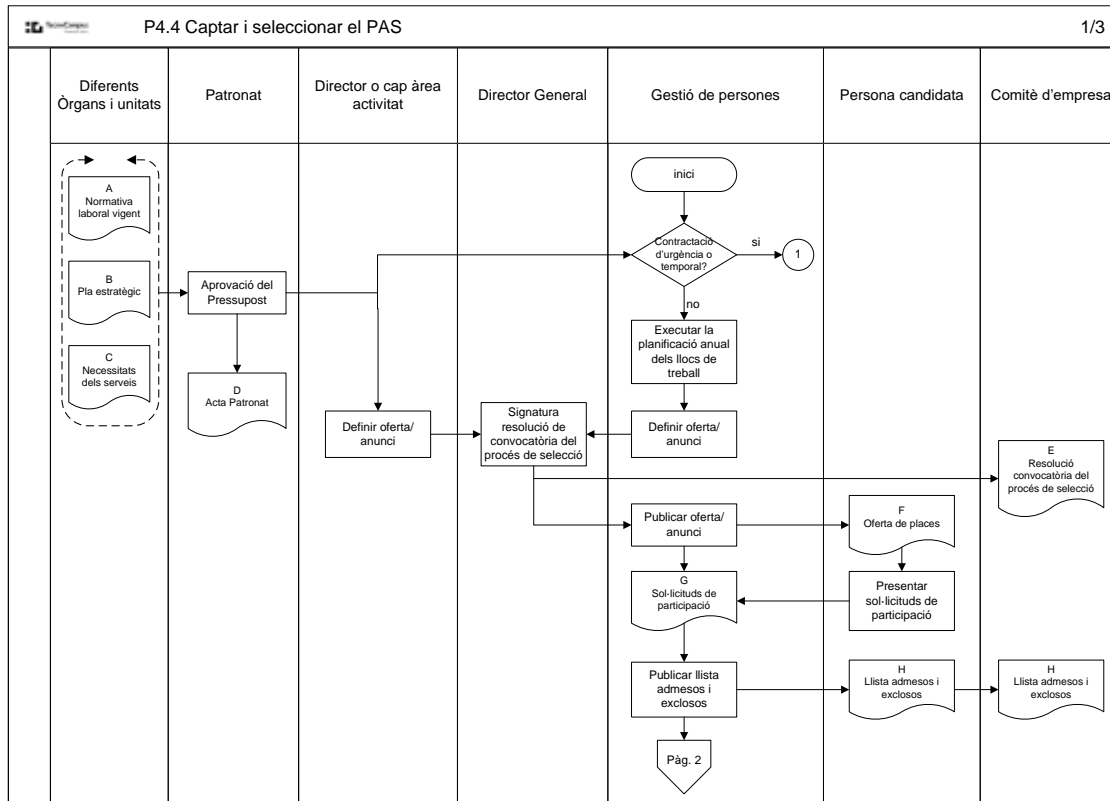 P4.4 Captar i seleccionar el PAS
1/3
Diferents
Òrgans i unitats
Patronat
Director o cap àrea
activitat
Director General
Gestió de persones
Persona candidata
Comitè d'empresa
A
Normativa
laboral vigent
B
Pla estratègic
C
Necessitats
dels serveis
Aprovació del
Pressupost
D
Acta Patronat
Definir oferta/
anunci
Signatura
resolució de
convocatòria del
procés de selecció
inici
Contractació
d'urgència o
temporal?
si
1
no
Executar la
planificació anual
dels llocs de
treball
Definir oferta/
anunci
E
Resolució
convocatòria del
procés de selecció
Publicar oferta/
anunci
F
Oferta de places
G
Sol·licituds de
participació
Presentar
sol·licituds de
participació
Publicar llista
admesos i
exclosos
H
Llista admesos i
exclosos
H
Llista admesos i
exclosos
Pàg. 2